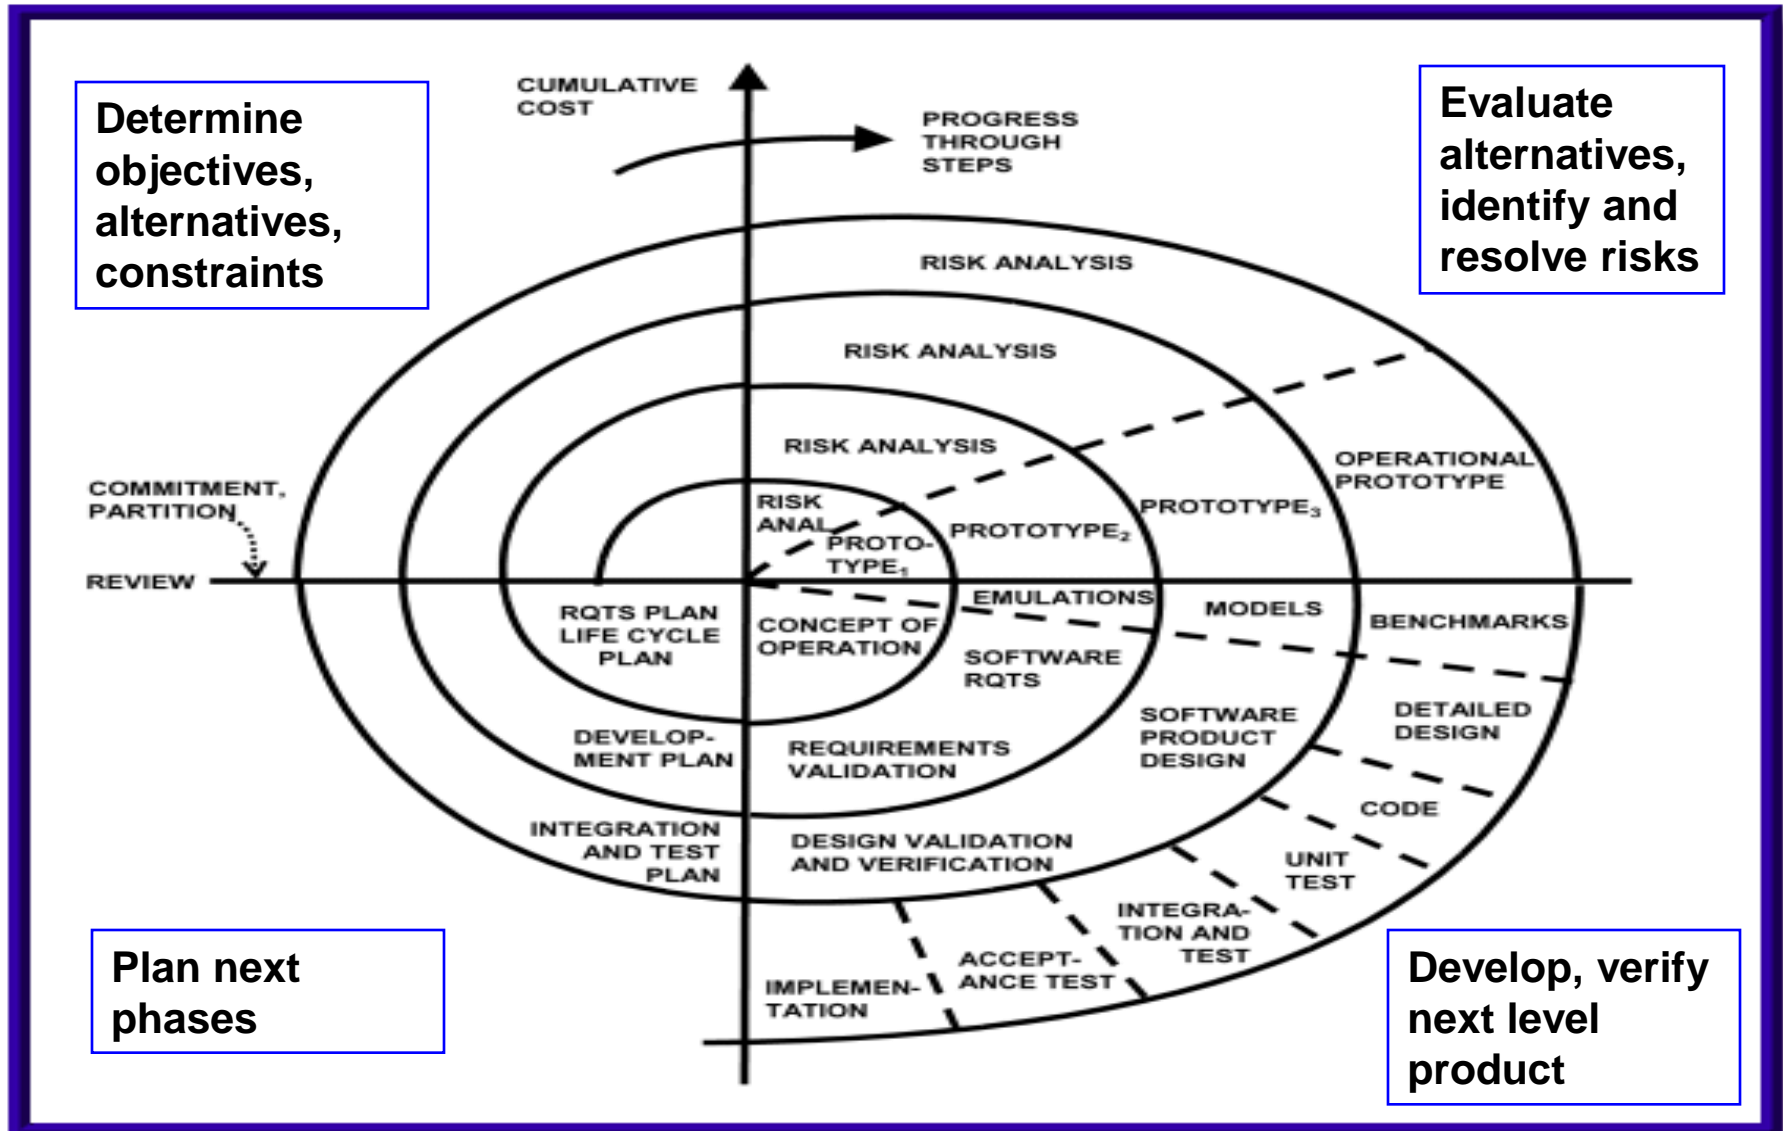 Determine
objectives,
alternatives,
constraints
CUMULATIVE
COST
PROGRESS
THROUGH
STEPS
Evaluate
alternatives,
identify and
resolve risks
RISK ANALYSIS
RISK ANALYSIS
RISK ANALYSIS
RISK
ANAL.
PROTO-
TYPE₁
PROTOTYPE₂
PROTOTYPE₃
OPERATIONAL
PROTOTYPE
COMMITMENT,
PARTITION
REVIEW
RQTS PLAN
LIFE CYCLE
PLAN
CONCEPT OF
OPERATION
EMULATIONS
MODELS
BENCHMARKS
SOFTWARE
RQTS
SOFTWARE
PRODUCT
DESIGN
DETAILED
DESIGN
DEVELOP-
MENT PLAN
REQUIREMENTS
VALIDATION
CODE
INTEGRATION
AND TEST
PLAN
DESIGN VALIDATION
AND VERIFICATION
UNIT
TEST
INTEGRA-
TION AND
TEST
ACCEPT-
ANCE TEST
IMPLEMEN-
TATION
Plan next
phases
Develop, verify
next level
product